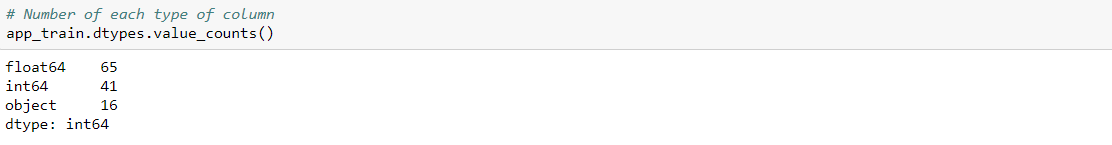 # Number of each type of column
app_train.dtypes.value_counts()
float64    65
int64      41
object     16
dtype: int64